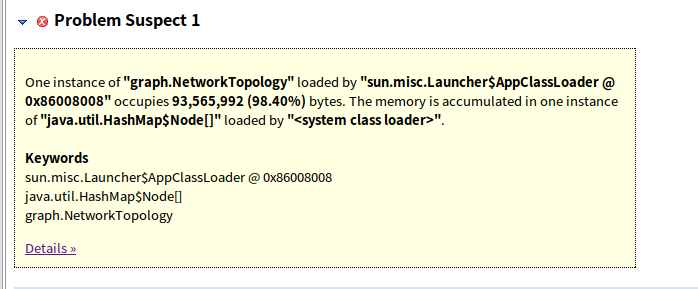 Problem Suspect 1
One instance of "graph.NetworkTopology" loaded by "sun.misc.Launcher$AppClassLoader @
0x86008008" occupies 93,565,992 (98.40%) bytes. The memory is accumulated in one instance
of "java.util.HashMap$Node[]" loaded by "<system class loader>".
Keywords
sun.misc.Launcher$AppClassLoader @ 0x86008008
java.util.HashMap$Node[]
graph.NetworkTopology
Details »